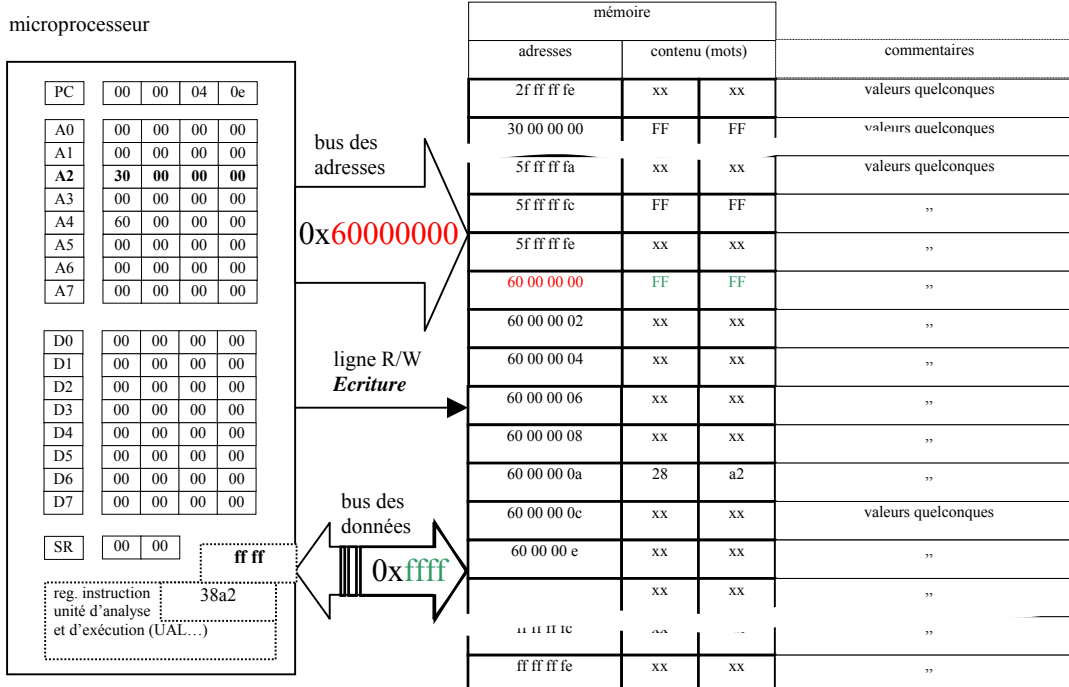 microprocesseur
PC 00 00 04 0e
A0 00 00 00 00
A1 00 00 00 00
A2 30 00 00 00
A3 00 00 00 00
A4 60 00 00 00
A5 00 00 00 00
A6 00 00 00 00
A7 00 00 00 00
D0 00 00 00 00
D1 00 00 00 00
D2 00 00 00 00
D3 00 00 00 00
D4 00 00 00 00
D5 00 00 00 00
D6 00 00 00 00
D7 00 00 00 00
SR 00 00
ff ff
reg. instruction 38a2
unité d’analyse
et d’exécution (UAL…)
bus des
adresses
0x60000000
ligne R/W
Ecriture
bus des
données
0xffff
mémoire
adresses contenu (mots) commentaires
2f ff ff fe xx xx valeurs quelconques
30 00 00 00 FF FF valeurs quelconques
5f ff ff fa xx xx valeurs quelconques
5f ff ff fc FF FF ,,
5f ff ff fe xx xx ,,
60 00 00 00 FF FF ,,
60 00 00 02 xx xx ,,
60 00 00 04 xx xx ,,
60 00 00 06 xx xx ,,
60 00 00 08 xx xx ,,
60 00 00 0a 28 a2 ,,
60 00 00 0c xx xx valeurs quelconques
60 00 00 e xx xx ,,
xx xx ,,
ff ff ff fc xx ,,
ff ff ff fe xx xx ,,